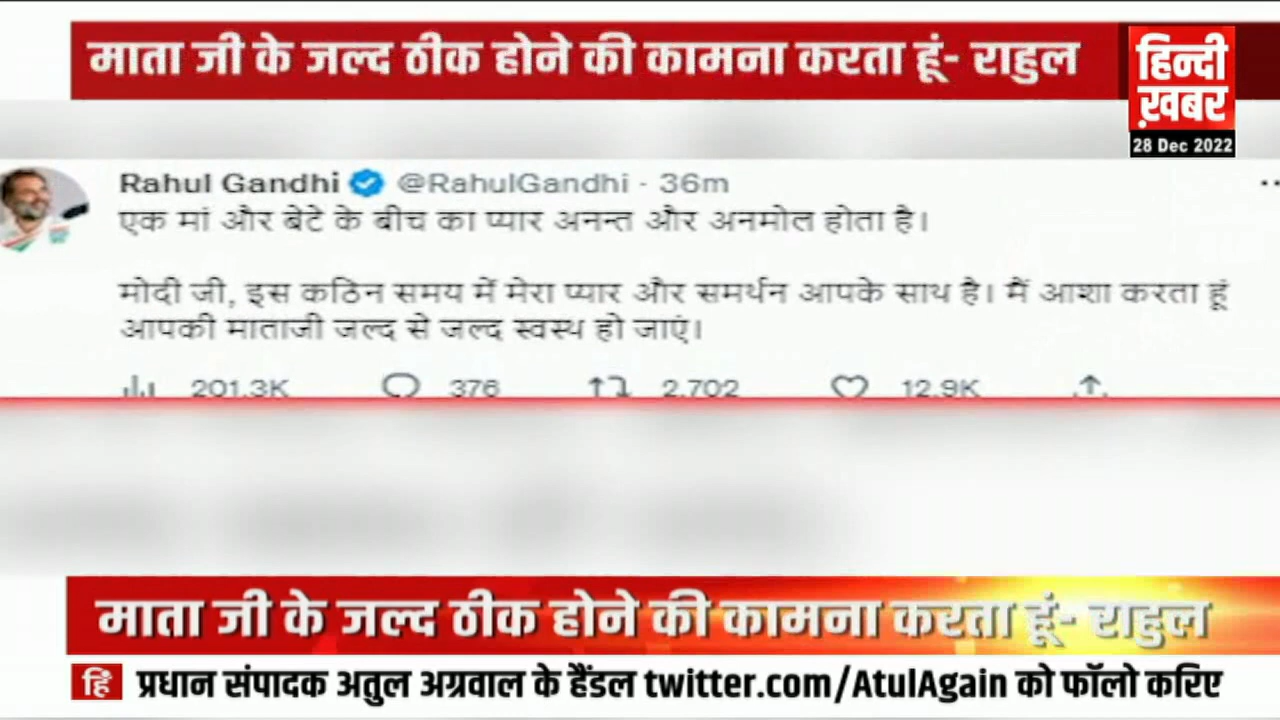 माता जी के जल्द ठीक होने की कामना करता हूं- राहुल
हिन्दी
ख़बर
28 Dec 2022
Rahul Gandhi @RahulGandhi · 36m
एक मां और बेटे के बीच का प्यार अनन्त और अनमोल होता है।
मोदी जी, इस कठिन समय में मेरा प्यार और समर्थन आपके साथ है। मैं आशा करता हूं
आपकी माताजी जल्द से जल्द स्वस्थ हो जाएं।
201.3K 376 2,702 12.9K
माता जी के जल्द ठीक होने की कामना करता हूं- राहुल
हिं प्रधान संपादक अतुल अग्रवाल के हैंडल twitter.com/AtulAgain को फॉलो करिए